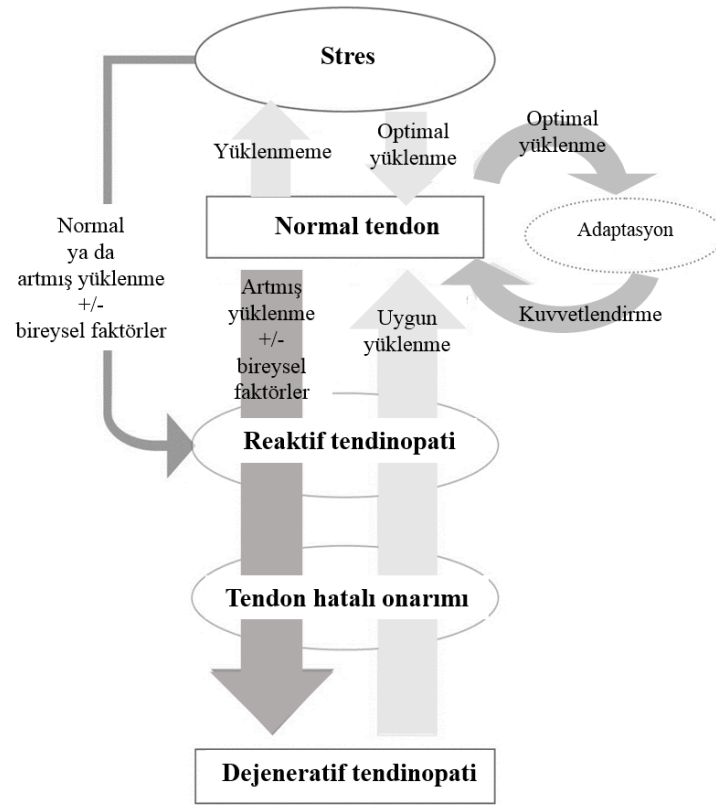 Stres
Yüklenmeme
Optimal
yüklenme
Optimal
yüklenme
Normal tendon
Adaptasyon
Normal
ya da
artmış yüklenme
+/-
bireysel faktörler
Artmış
yüklenme
+/-
bireysel
faktörler
Uygun
yüklenme
Kuvvetlendirme
Reaktif tendinopati
Tendon hatalı onarımı
Dejeneratif tendinopati